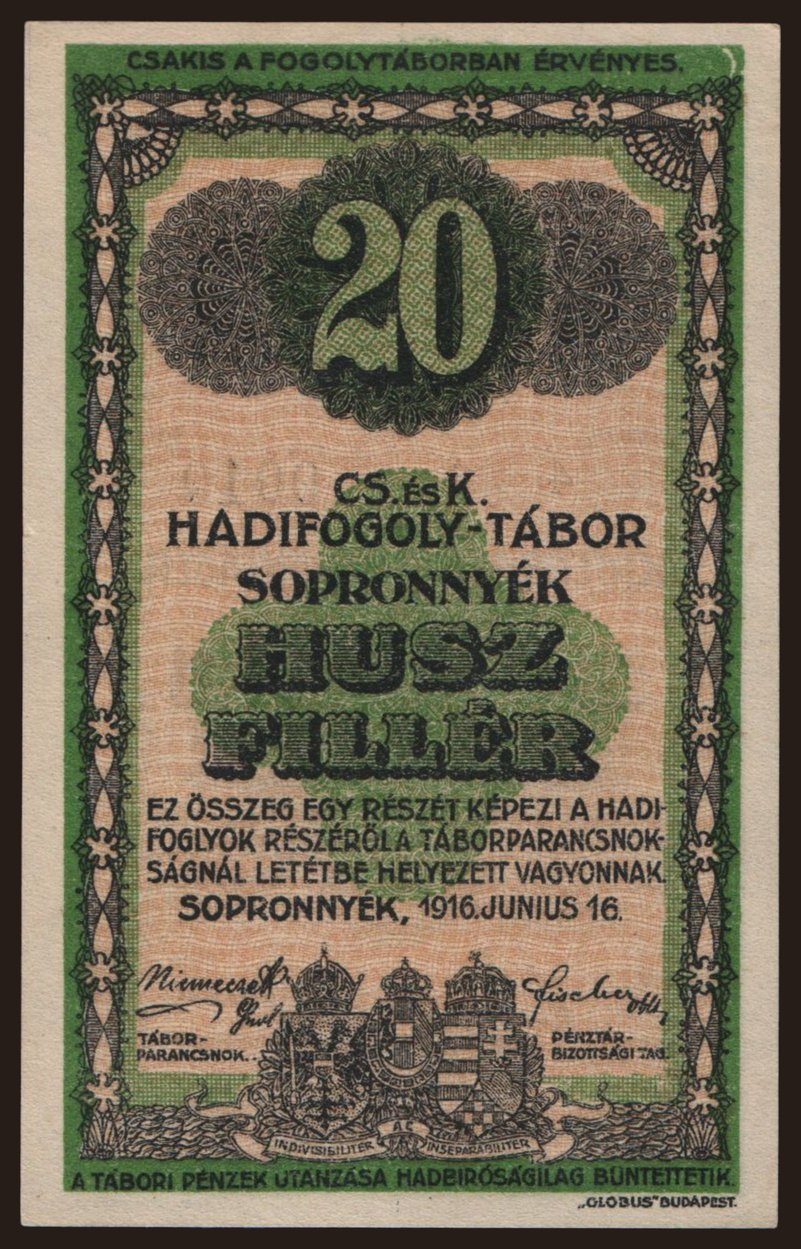 CSAKIS A FOGOLYTÁBORBAN ÉRVÉNYES.
20
CS. ÉS K.
HADIFOGOLY-TÁBOR
SOPRONNYÉK
HUSZ
FILLÉR
EZ ÖSSZEG EGY RÉSZÉT KÉPEZI A HADI-
FOGLYOK RÉSZÉRŐL A TÁBORPARANCSNOK-
SÁGNÁL LETÉTBE HELYEZETT VAGYONNAK.
SOPRONNYÉK, 1916. JUNIUS 16.
TÁBOR-
PARANCSNOK.
PÉNZTÁR-
BIZOTTSÁGI TAG.
INDIVISIBILITER AC INSEPARABILITER
A TÁBORI PÉNZEK UTÁNZÁSA HADBIRÓSÁGILAG BÜNTETTETIK.
„GLOBUS" BUDAPEST.